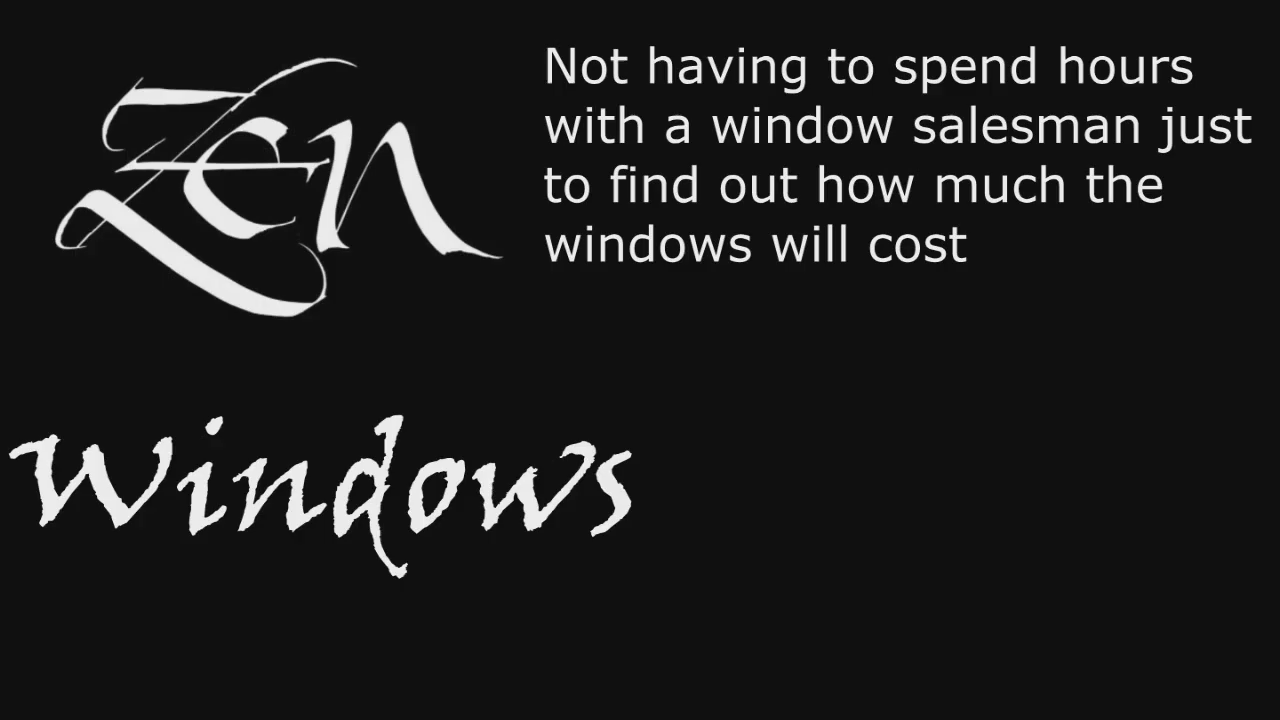 Zen
Not having to spend hours
with a window salesman just
to find out how much the
windows will cost
Windows